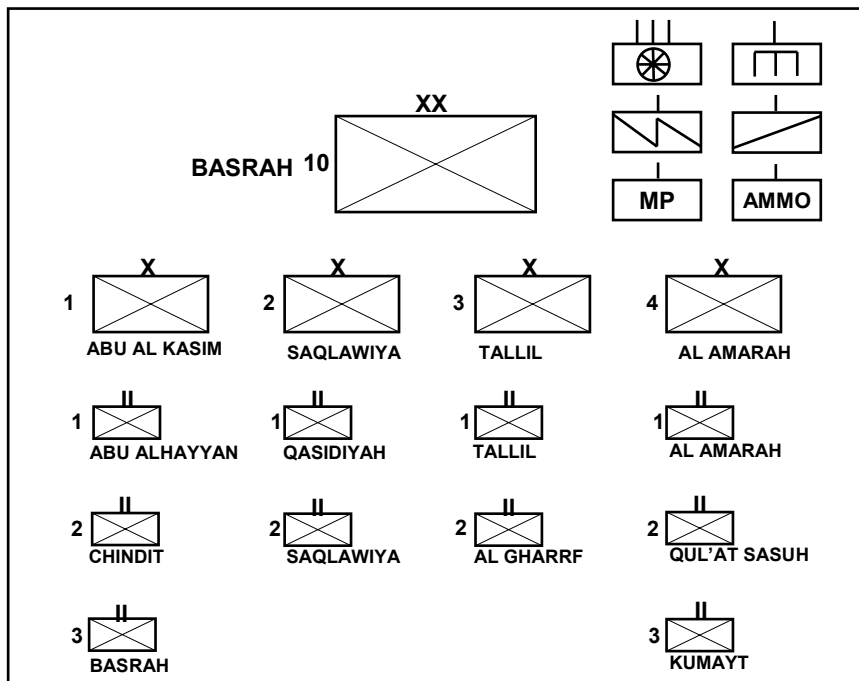 XX
BASRAH 10
MP
AMMO
X X X X
1 2 3 4
ABU AL KASIM SAQLAWIYA TALLIL AL AMARAH
II II II II
1 1 1 1
ABU ALHAYYAN QASIDIYAH TALLIL AL AMARAH
II II II II
2 2 2 2
CHINDIT SAQLAWIYA AL GHARRF QUL’AT SASUH
II II
3 3
BASRAH KUMAYT